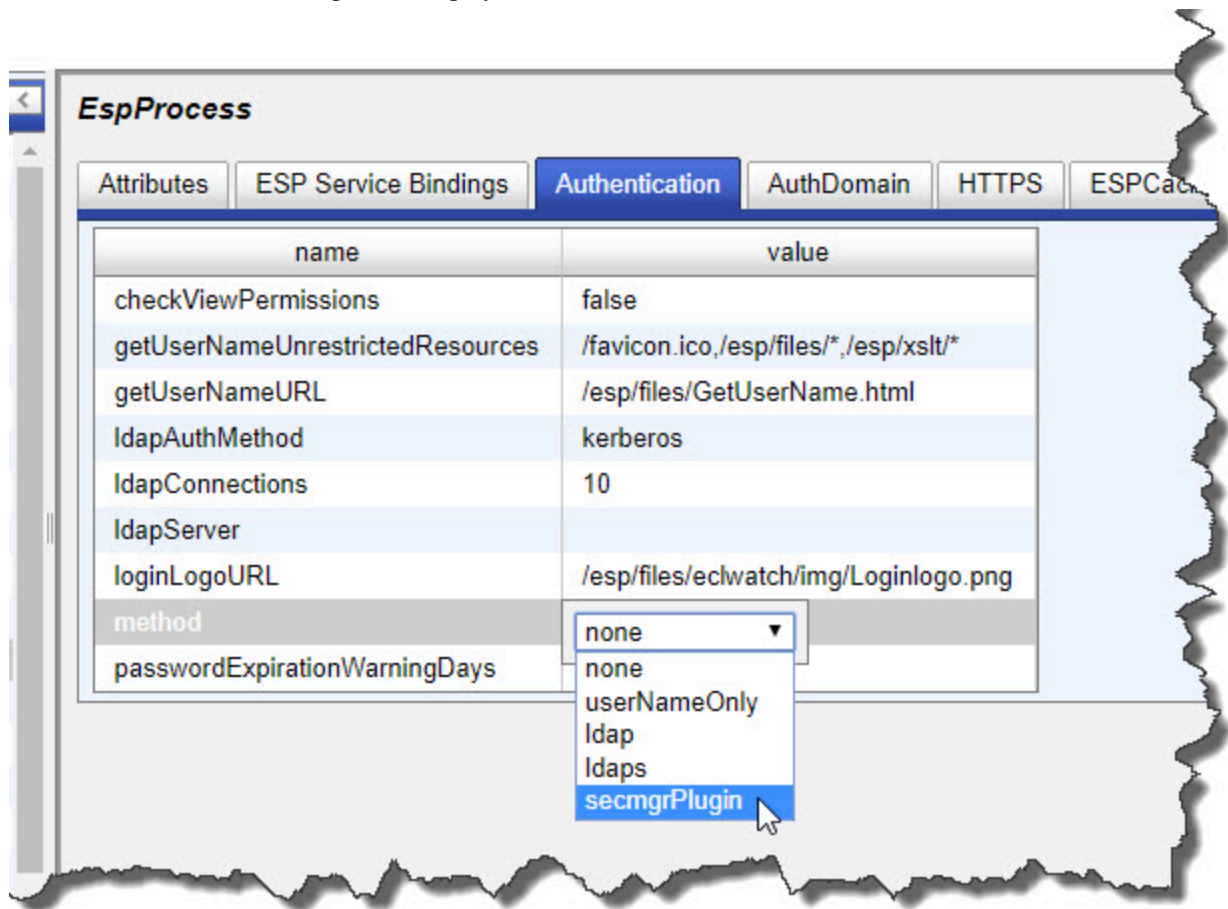 EspProcess
Attributes ESP Service Bindings Authentication AuthDomain HTTPS
name value
checkViewPermissions false
getUserNameUnrestrictedResources /favicon.ico,/esp/files/*,/esp/xslt/*
getUserNameURL /esp/files/GetUserName.html
ldapAuthMethod kerberos
ldapConnections 10
ldapServer
loginLogoURL /esp/files/eclwatch/img/Loginlogo.png
method none
passwordExpirationWarningDays none
userNameOnly
ldap
ldaps
secmgrPlugin